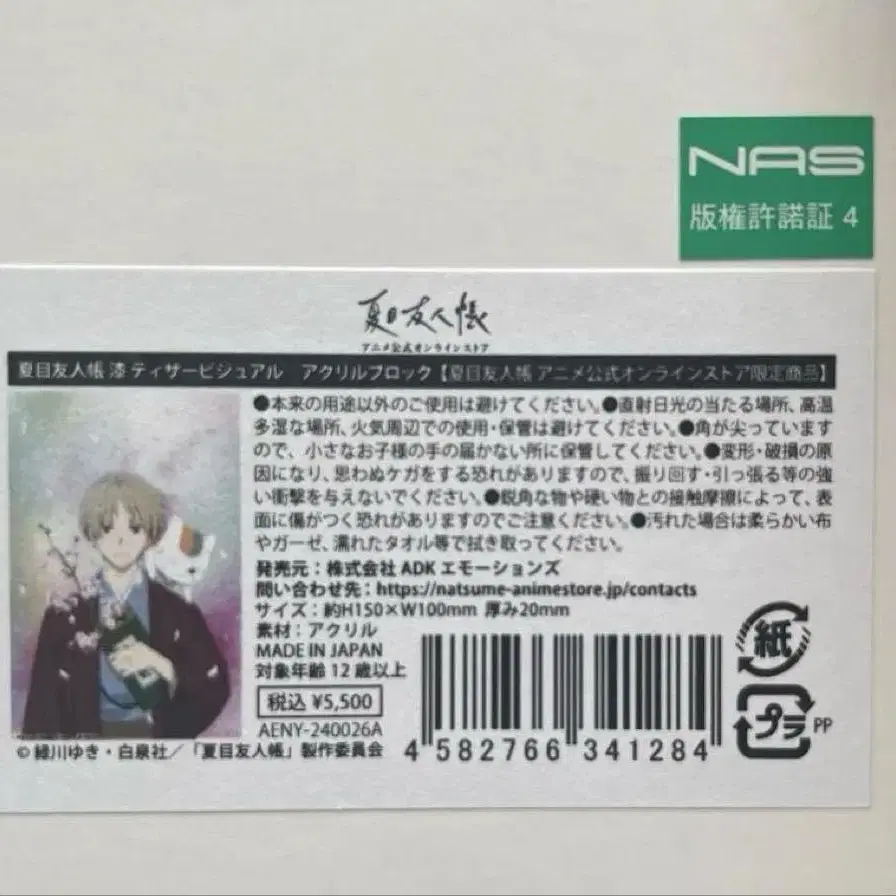 NAS
版権許諾証 4
夏目友人帳
アニメ公式オンラインストア
夏目友人帳 漆 ティザービジュアル アクリルブロック【夏目友人帳 アニメ公式オンラインストア限定商品】
●本来の用途以外のご使用は避けてください。●直射日光の当たる場所、高温
多湿な場所、火気周辺での使用・保管は避けてください。●角が尖っています
ので、小さなお子様の手の届かない所に保管してください。●変形・破損の原
因になり、思わぬケガをする恐れがありますので、振り回す・引っ張る等の強
い衝撃を与えないでください。●鋭角な物や硬い物との接触摩擦によって、表
面に傷がつく恐れがありますのでご注意ください。●汚れた場合は柔らかい布
やガーゼ、濡れたタオル等で拭き取ってください。
発売元：株式会社 ADK エモーションズ
問い合わせ先：https://natsume-animestore.jp/contacts
サイズ：約H150×W100mm 厚み20mm
素材：アクリル
MADE IN JAPAN
対象年齢 12 歳以上
税込 ¥5,500
AENY-240026A
©緑川ゆき・白泉社／「夏目友人帳」製作委員会
4 582766 341284
紙
プラ PP